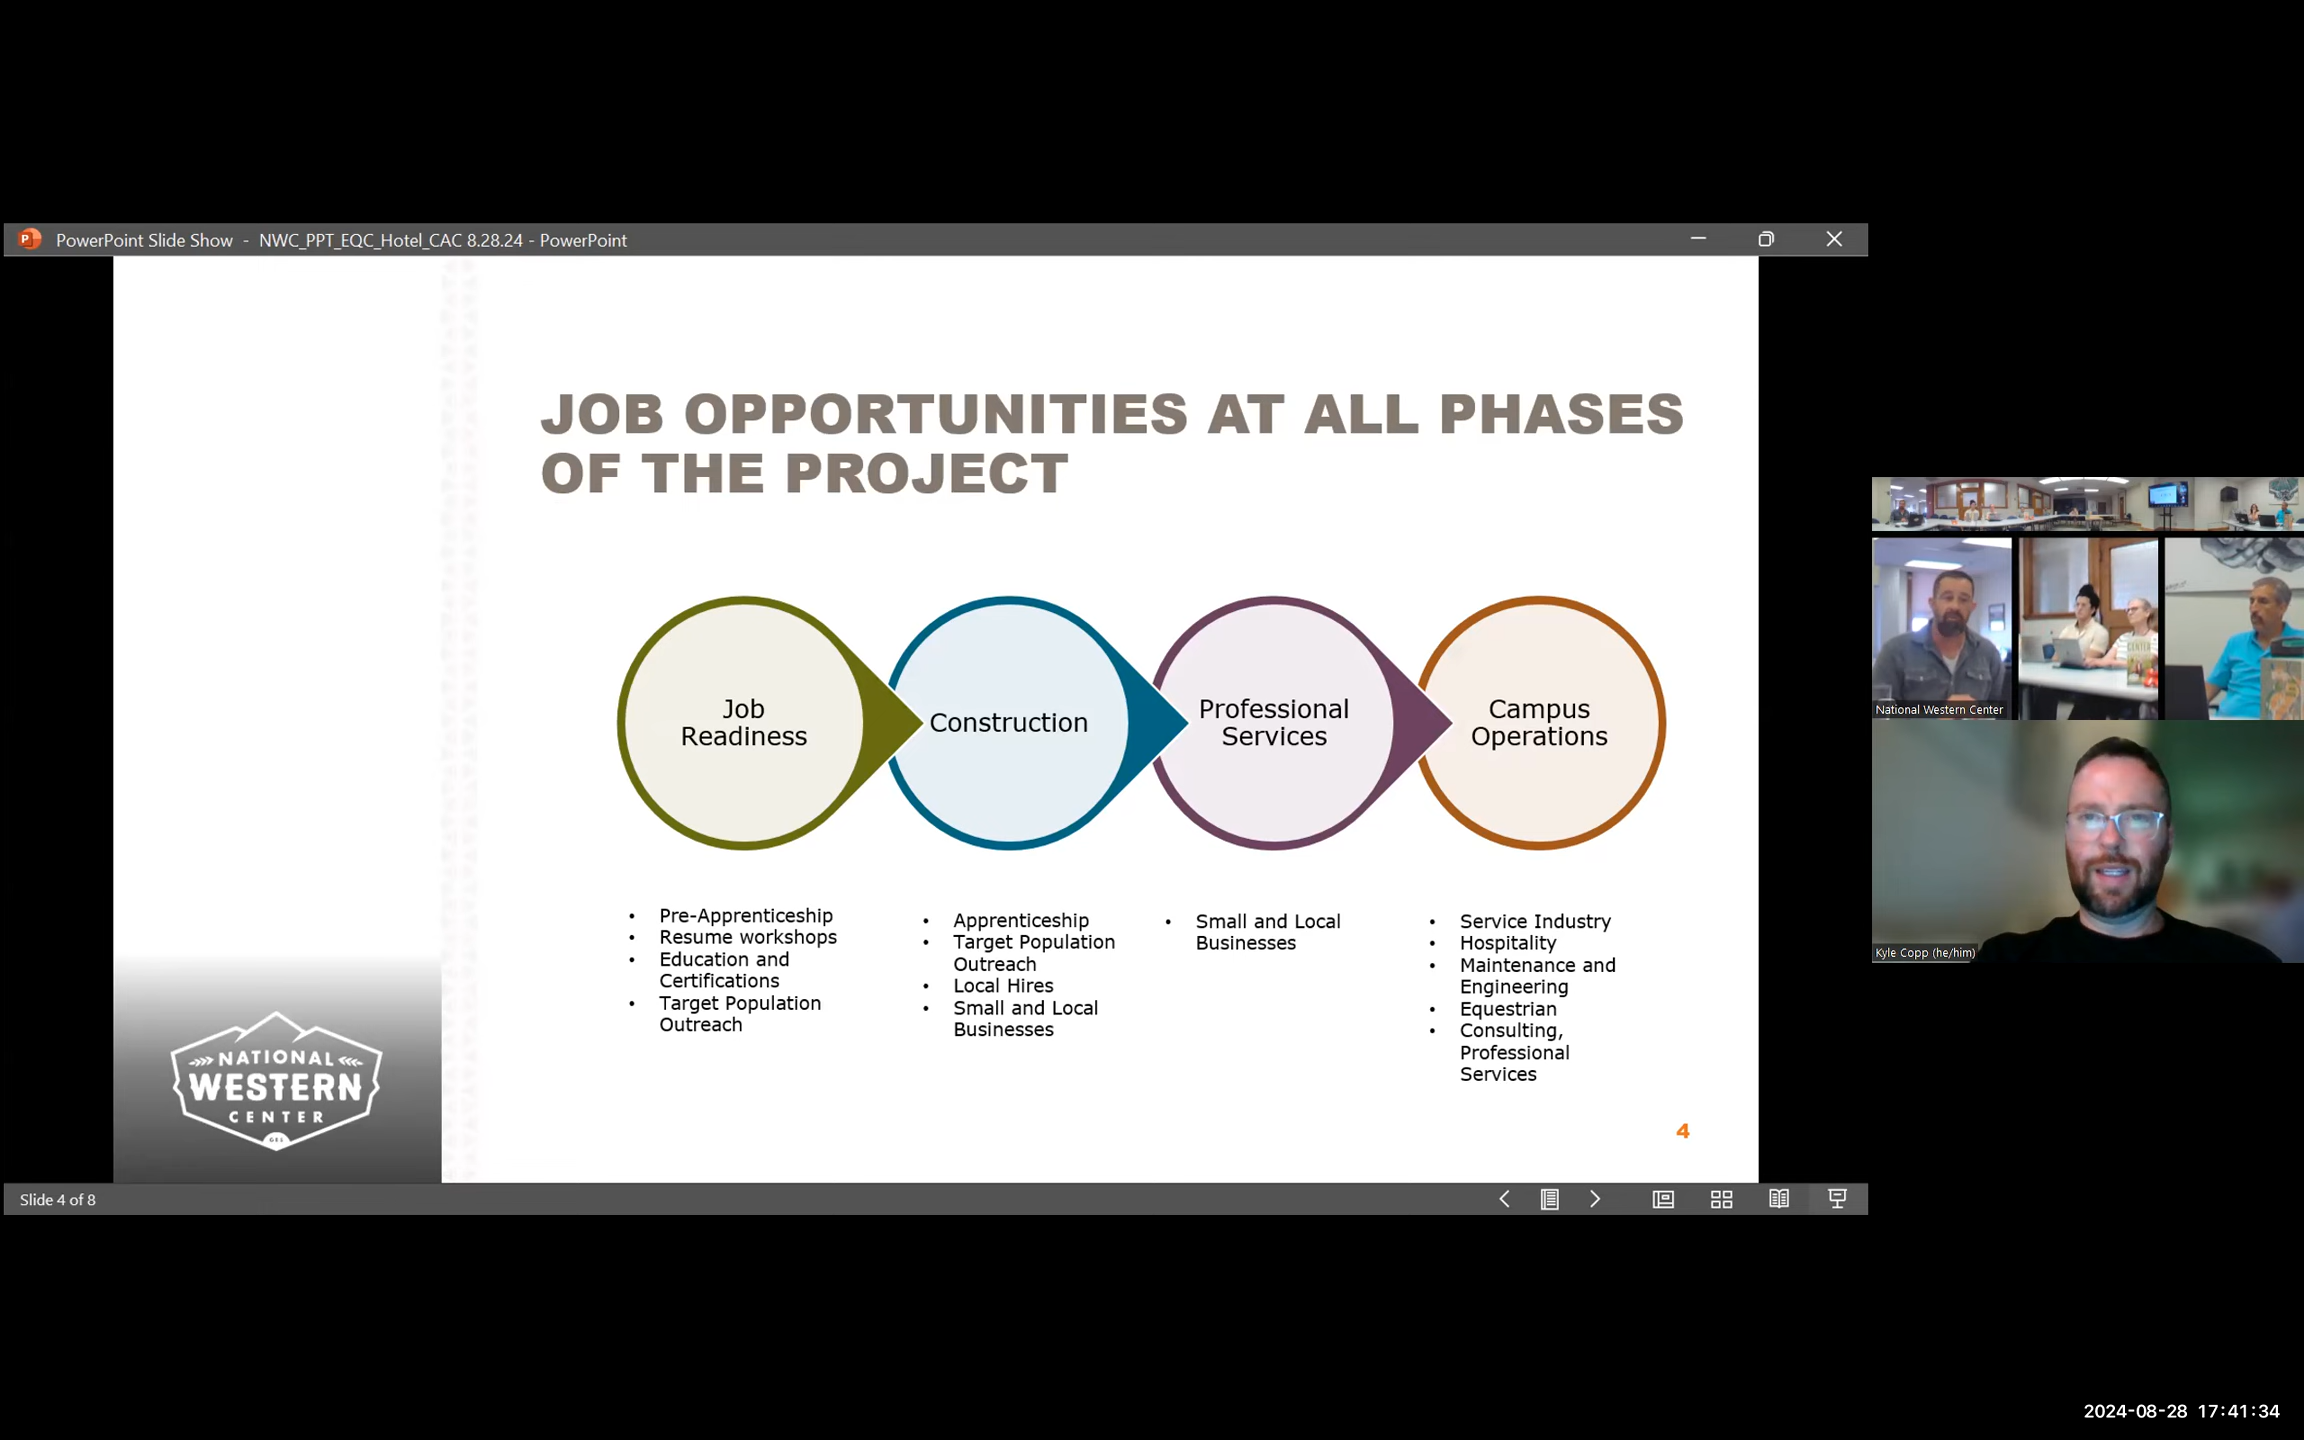 PowerPoint Slide Show - NWC_PPT_EQC_Hotel_CAC 8.28.24 - PowerPoint
JOB OPPORTUNITIES AT ALL PHASES
OF THE PROJECT
Job
Readiness
Construction
Professional
Services
Campus
Operations
• Pre-Apprenticeship
• Resume workshops
• Education and
Certifications
• Target Population
Outreach
• Apprenticeship
• Target Population
Outreach
• Local Hires
• Small and Local
Businesses
• Small and Local
Businesses
• Service Industry
• Hospitality
• Maintenance and
Engineering
• Equestrian
• Consulting,
Professional
Services
NATIONAL
WESTERN
CENTER
4
Slide 4 of 8
National Western Center
Kyle Copp (he/him)
2024-08-28 17:41:34